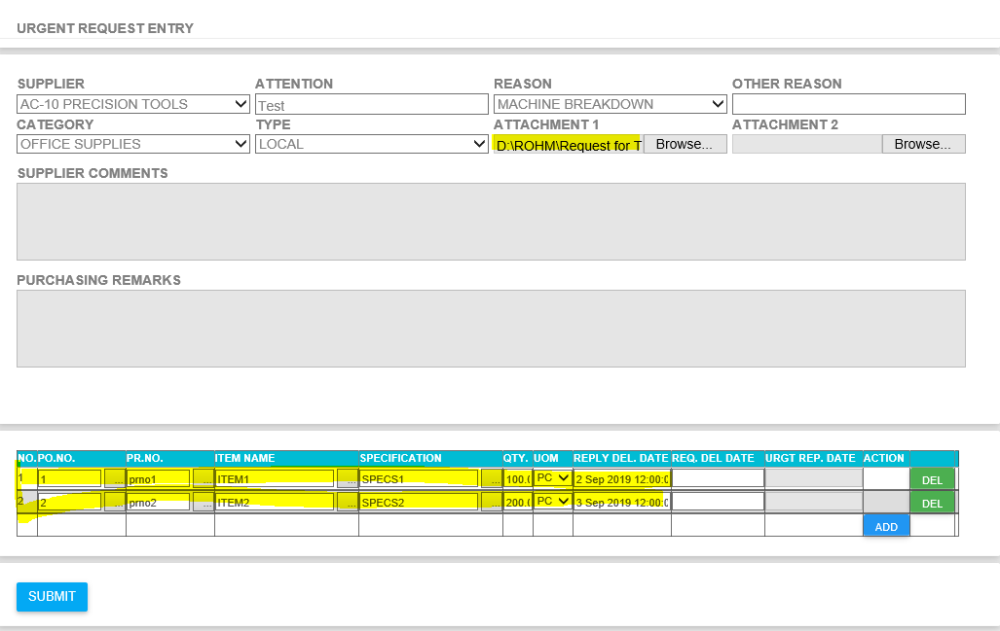 URGENT REQUEST ENTRY
SUPPLIER ATTENTION REASON OTHER REASON
AC-10 PRECISION TOOLS Test MACHINE BREAKDOWN
CATEGORY TYPE ATTACHMENT 1 ATTACHMENT 2
OFFICE SUPPLIES LOCAL D:\ROHM\Request for T Browse... Browse...
SUPPLIER COMMENTS
PURCHASING REMARKS
NO. PO.NO. PR.NO. ITEM NAME SPECIFICATION QTY. UOM REPLY DEL. DATE REQ. DEL DATE URGT REP. DATE ACTION
1 1 ... prno1 ... ITEM1 ... SPECS1 ... 100.( PC 2 Sep 2019 12:00:0 DEL
2 2 ... prno2 ... ITEM2 ... SPECS2 ... 200.( PC 3 Sep 2019 12:00:0 DEL
ADD
SUBMIT